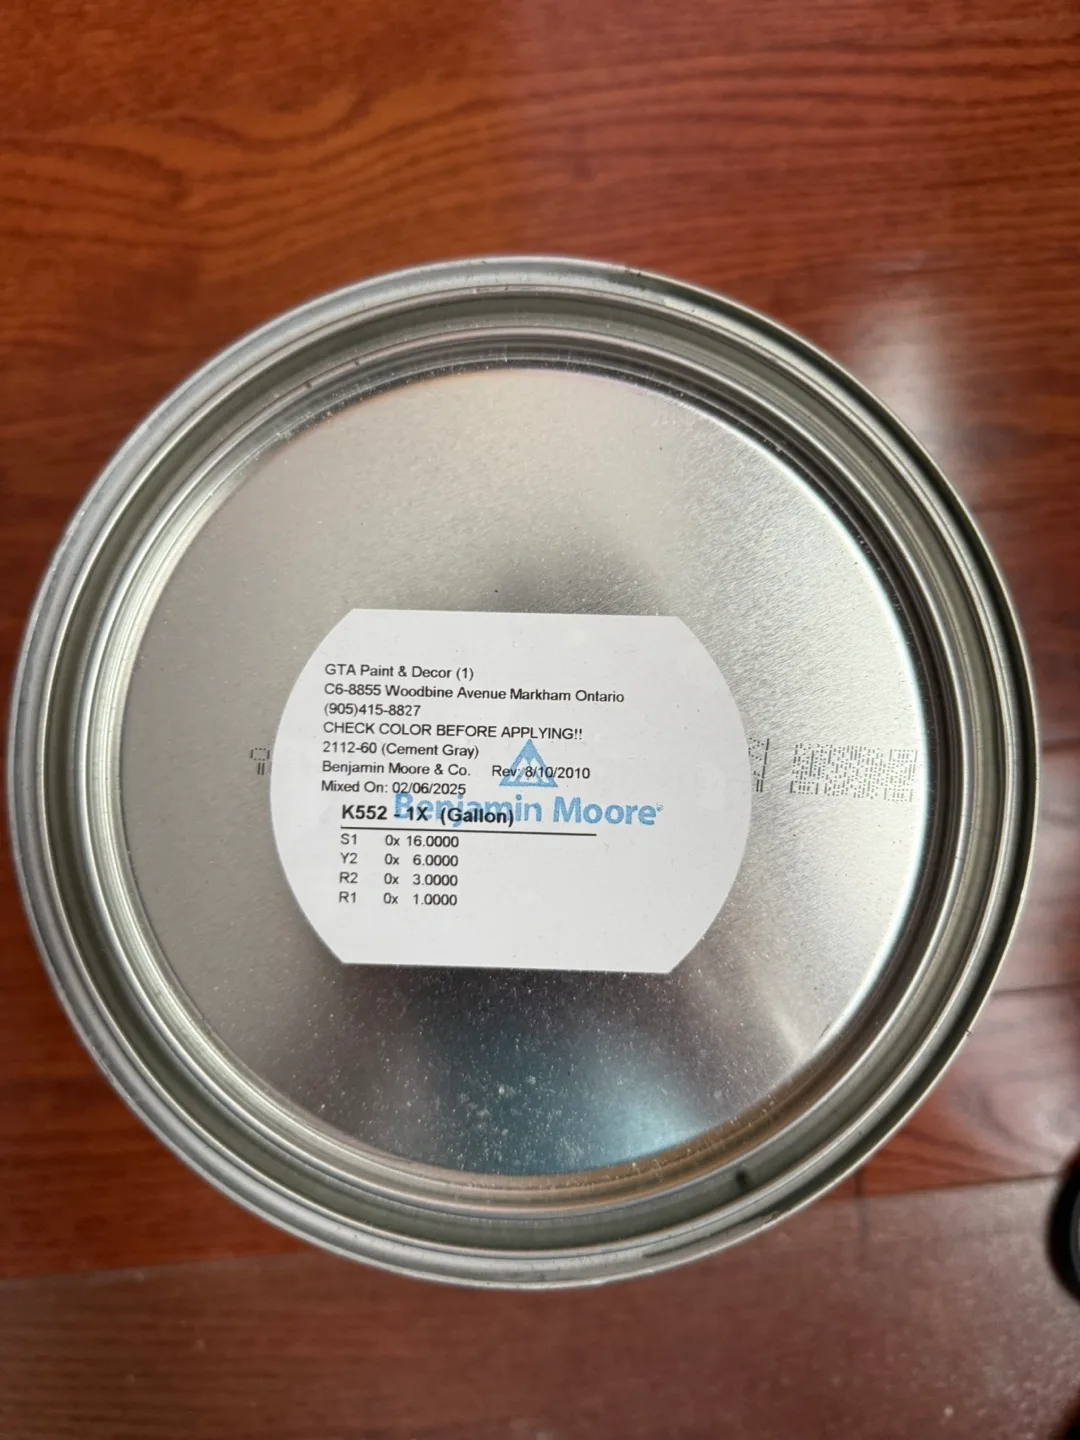 GTA Paint & Decor (1)
C6-8855 Woodbine Avenue Markham Ontario
(905)415-8827
CHECK COLOR BEFORE APPLYING!!
2112-60 (Cement Gray)
Benjamin Moore & Co. Rev: 8/10/2010
Mixed On: 02/06/2025
Benjamin Moore®
K552 - 1X (Gallon)
S1 0x 16.0000
Y2 0x 6.0000
R2 0x 3.0000
R1 0x 1.0000